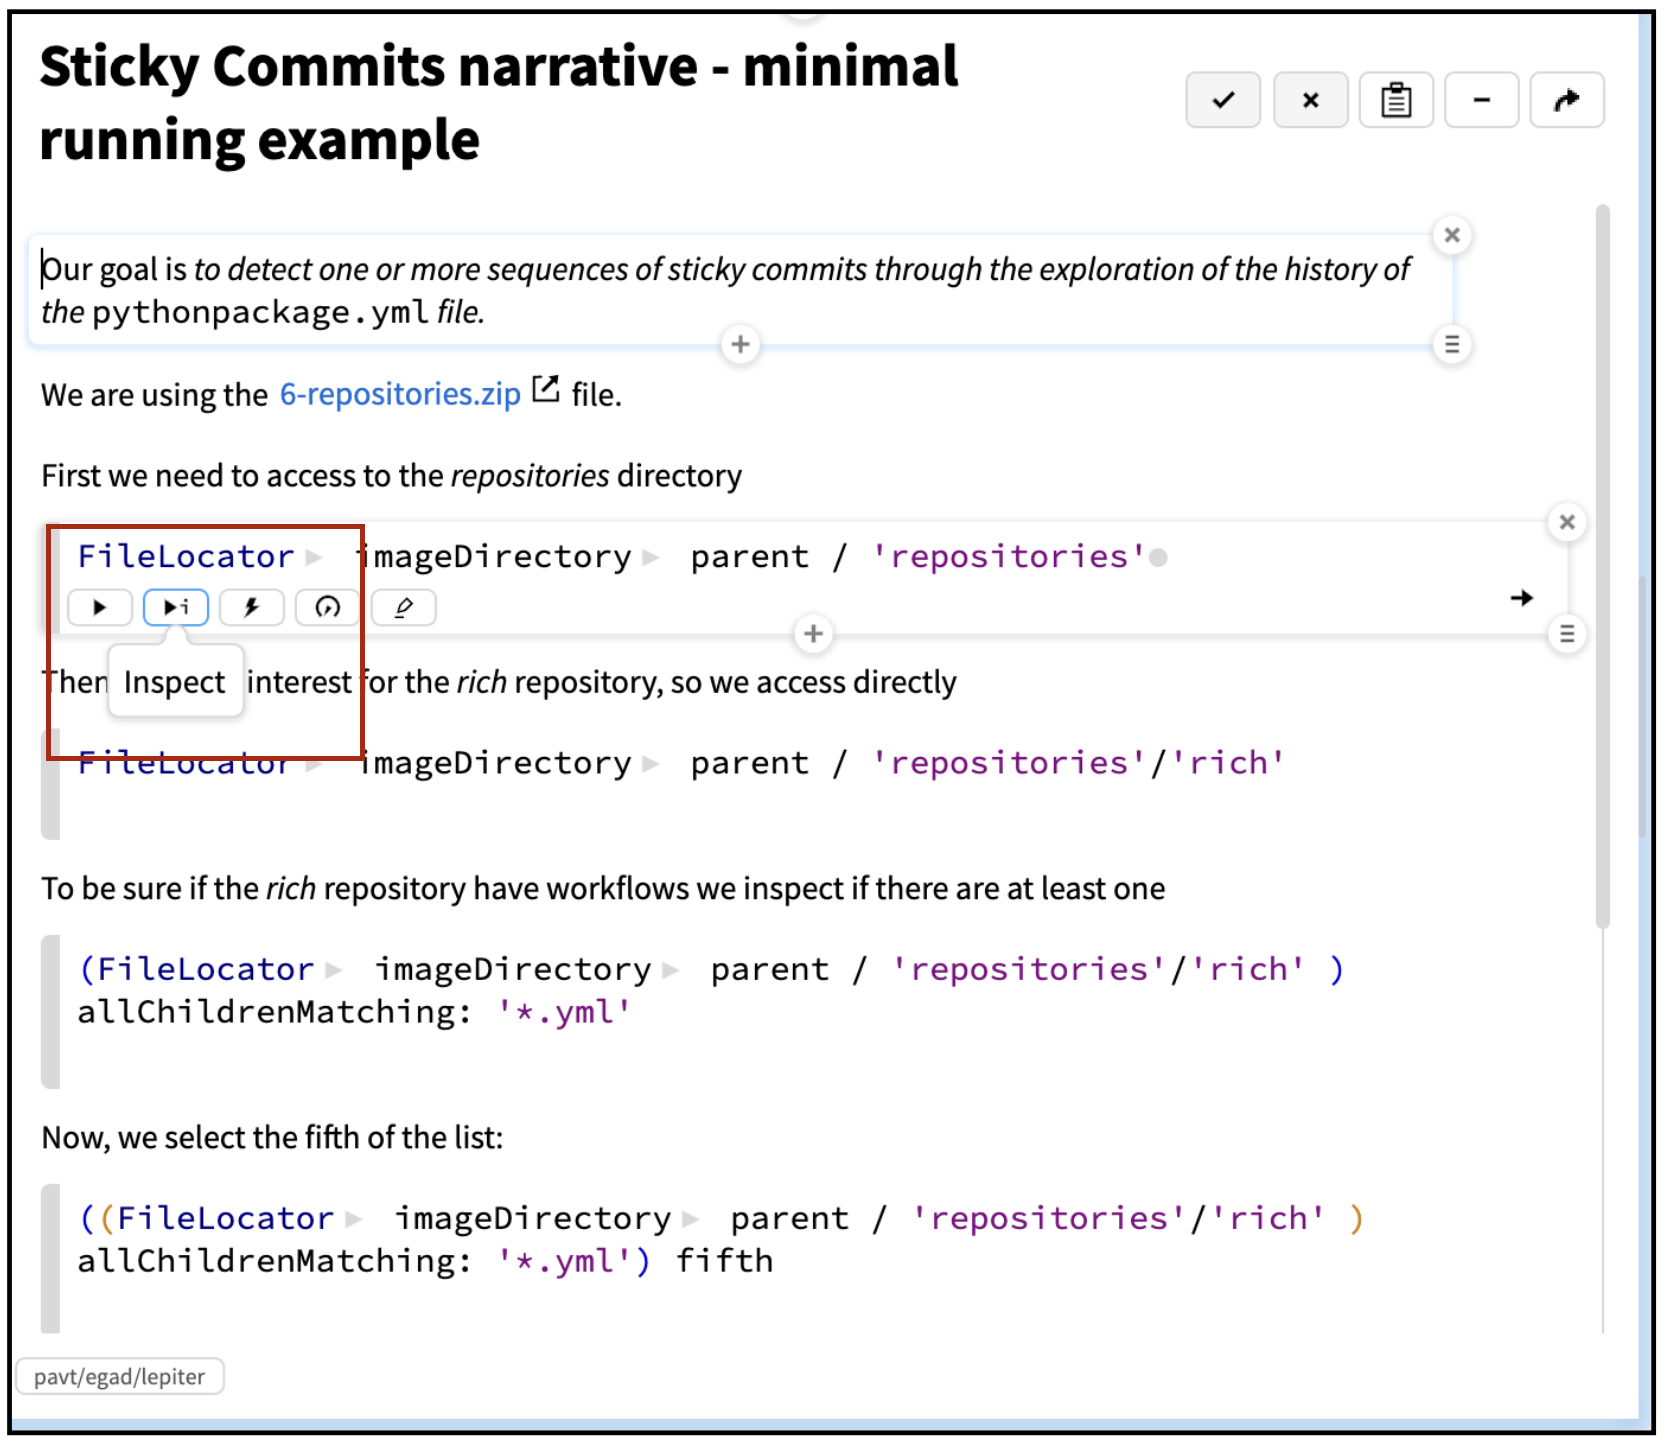 Sticky Commits narrative - minimal
running example
Our goal is to detect one or more sequences of sticky commits through the exploration of the history of
the pythonpackage.yml file.
We are using the 6-repositories.zip file.
First we need to access to the repositories directory
FileLocator imageDirectory parent / 'repositories'
i
Then Inspect interest for the rich repository, so we access directly
FileLocator imageDirectory parent / 'repositories'/'rich'
To be sure if the rich repository have workflows we inspect if there are at least one
(FileLocator imageDirectory parent / 'repositories'/'rich' )
allChildrenMatching: '*.yml'
Now, we select the fifth of the list:
((FileLocator imageDirectory parent / 'repositories'/'rich' )
allChildrenMatching: '*.yml') fifth
pavt/egad/lepiter